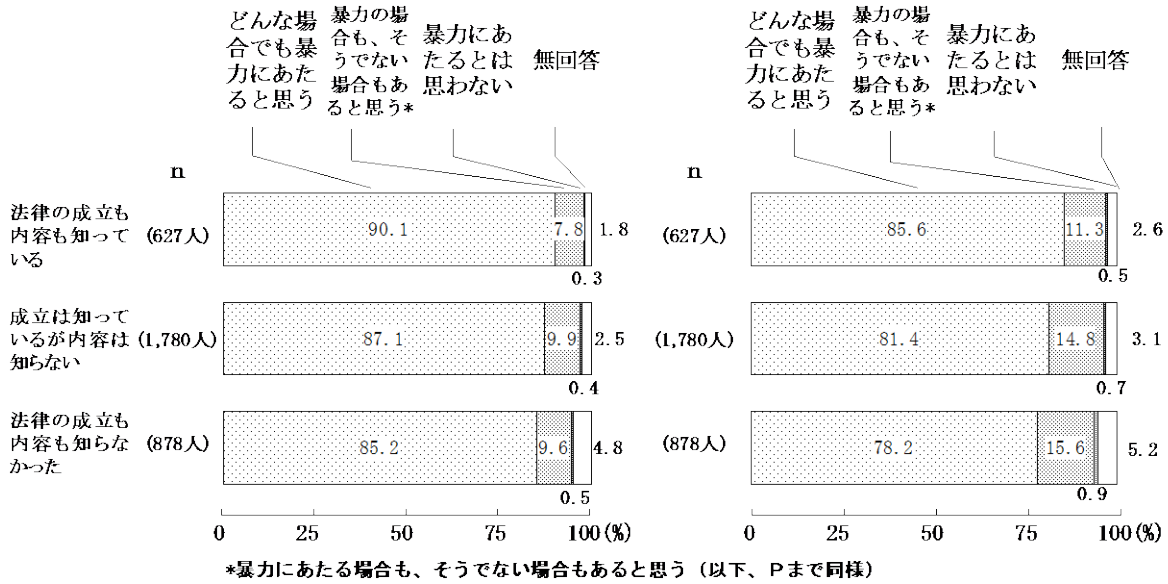 どんな場
合でも暴
力にあた
ると思う
暴力の場
合も、そ
うでない
場合もあ
ると思う*
暴力にあ
たるとは
思わない
無回答
どんな場
合でも暴
力にあた
ると思う
暴力の場
合も、そ
うでない
場合もあ
ると思う*
暴力にあ
たるとは
思わない
無回答
n
n
法律の成立も
内容も知って
いる
(627人)
90.1
7.8
1.8
0.3
(627人)
85.6
11.3
2.6
0.5
成立は知って
いるが内容は
知らない
(1,780人)
87.1
9.9
2.5
0.4
(1,780人)
81.4
14.8
3.1
0.7
法律の成立も
内容も知らな
かった
(878人)
85.2
9.6
4.8
0.5
(878人)
78.2
15.6
5.2
0.9
0 25 50 75 100(%)
0 25 50 75 100(%)
*暴力にあたる場合も、そうでない場合もあると思う（以下、Pまで同様）